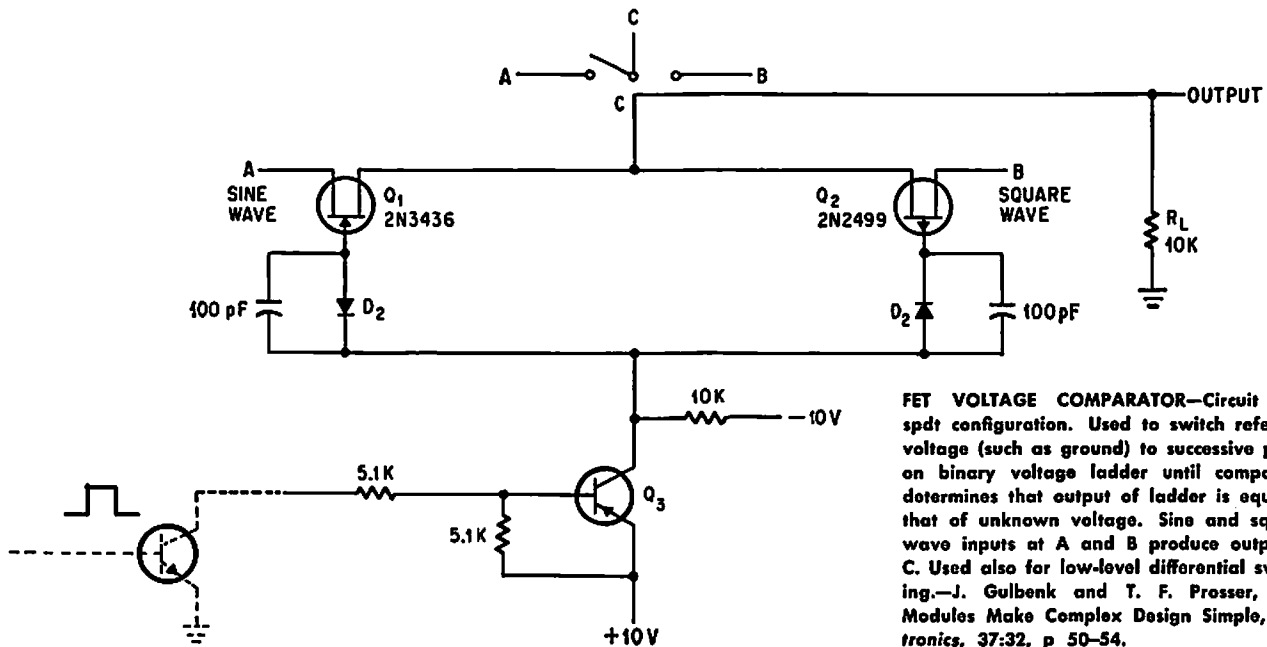 C
A
B
C
OUTPUT
A
SINE
WAVE
Q1
2N3436
Q2
2N2499
B
SQUARE
WAVE
RL
10K
100 pF
D2
D2
100pF
10K
−10V
5.1K
5.1K
Q3
+10V
FET VOLTAGE COMPARATOR—Circuit
spdt configuration. Used to switch refe
voltage (such as ground) to successive p
on binary voltage ladder until compa
determines that output of ladder is equ
that of unknown voltage. Sine and sq
wave inputs at A and B produce outp
C. Used also for low-level differential sv
ing.—J. Gulbenk and T. F. Prosser,
Modules Make Complex Design Simple,
tronics, 37:32, p 50–54.